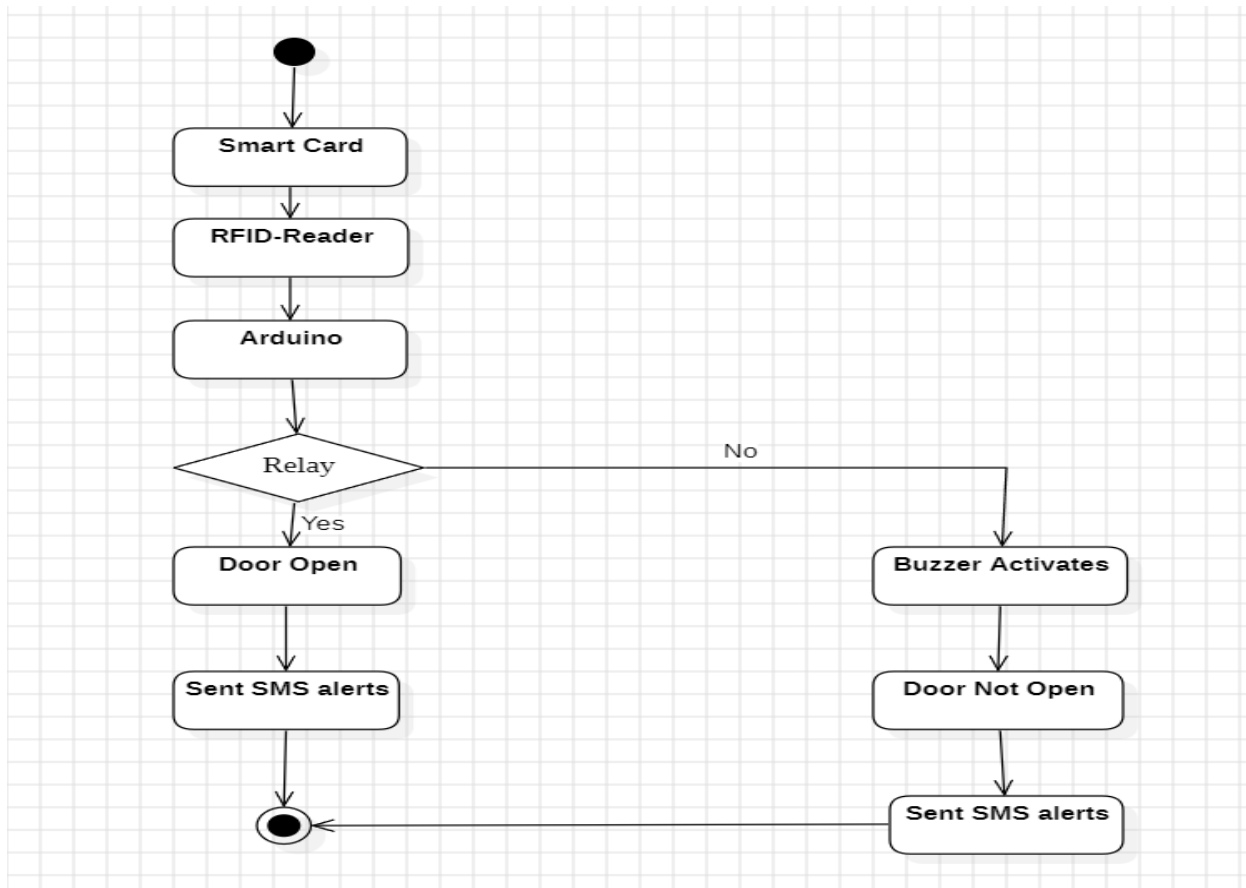 Smart Card
RFID-Reader
Arduino
Relay
No
Yes
Door Open
Buzzer Activates
Sent SMS alerts
Door Not Open
Sent SMS alerts